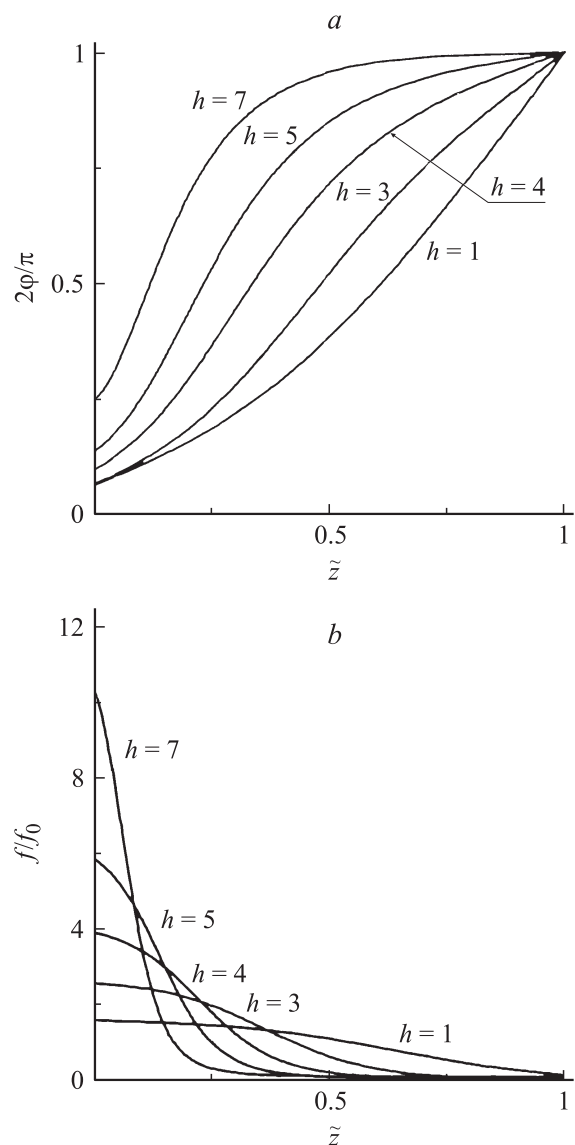 a
1
h = 7
h = 5
h = 3
h = 4
h = 1
2φ/π
0.5
0
0.5
1
z̃
b
12
h = 7
8
f/f₀
h = 5
4
h = 4
h = 3
h = 1
0
0.5
1
z̃